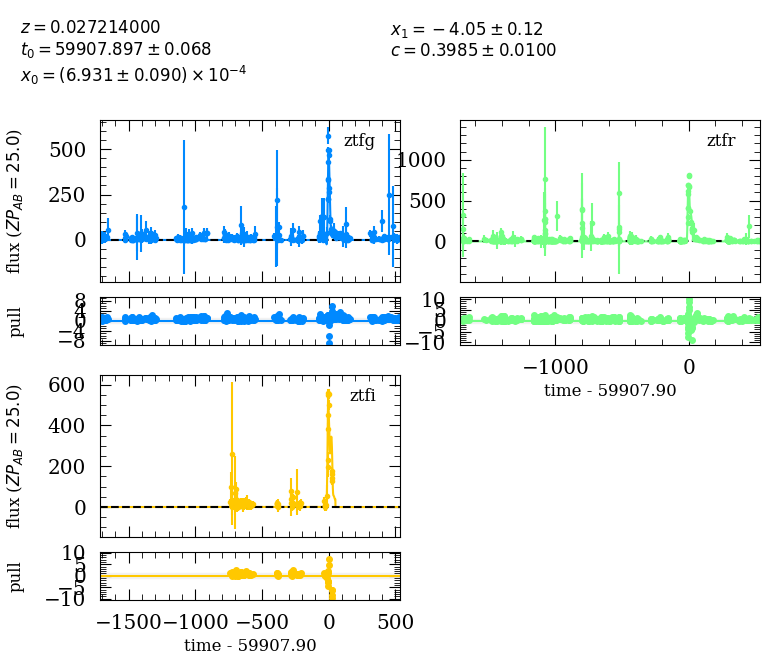 z = 0.027214000
t₀ = 59907.897 ± 0.068
x₀ = (6.931 ± 0.090) × 10⁻⁴
x₁ = −4.05 ± 0.12
c = 0.3985 ± 0.0100
flux (ZP_AB = 25.0)
500
250
0
ztfg
1000
500
0
ztfr
pull
8
4
0
−4
−8
10
5
0
−5
−10
−1000
0
time - 59907.90
flux (ZP_AB = 25.0)
600
400
200
0
ztfi
pull
10
5
0
−5
−10
−1500
−1000
−500
0
500
time - 59907.90